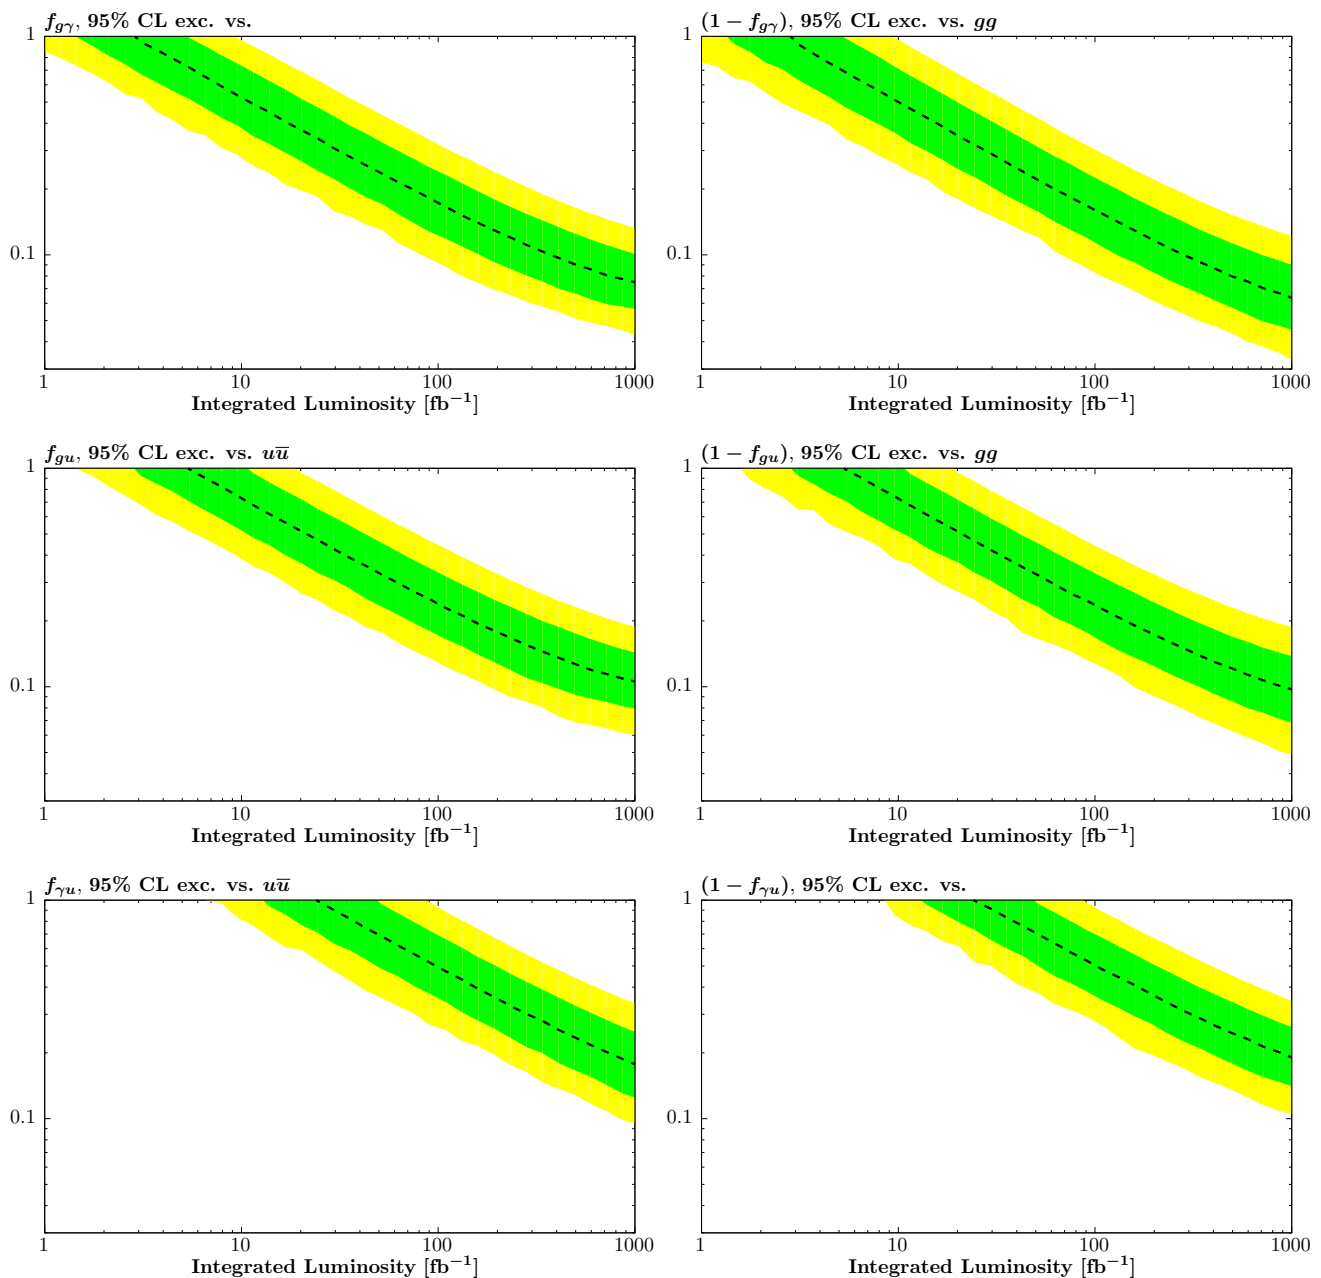 f_{gγ}, 95% CL exc. vs.
1
0.1
1 10 100 1000
Integrated Luminosity [fb⁻¹]
(1 − f_{gγ}), 95% CL exc. vs. gg
1
0.1
1 10 100 1000
Integrated Luminosity [fb⁻¹]
f_{gu}, 95% CL exc. vs. uu̅
1
0.1
1 10 100 1000
Integrated Luminosity [fb⁻¹]
(1 − f_{gu}), 95% CL exc. vs. gg
1
0.1
1 10 100 1000
Integrated Luminosity [fb⁻¹]
f_{γu}, 95% CL exc. vs. uu̅
1
0.1
1 10 100 1000
Integrated Luminosity [fb⁻¹]
(1 − f_{γu}), 95% CL exc. vs.
1
0.1
1 10 100 1000
Integrated Luminosity [fb⁻¹]